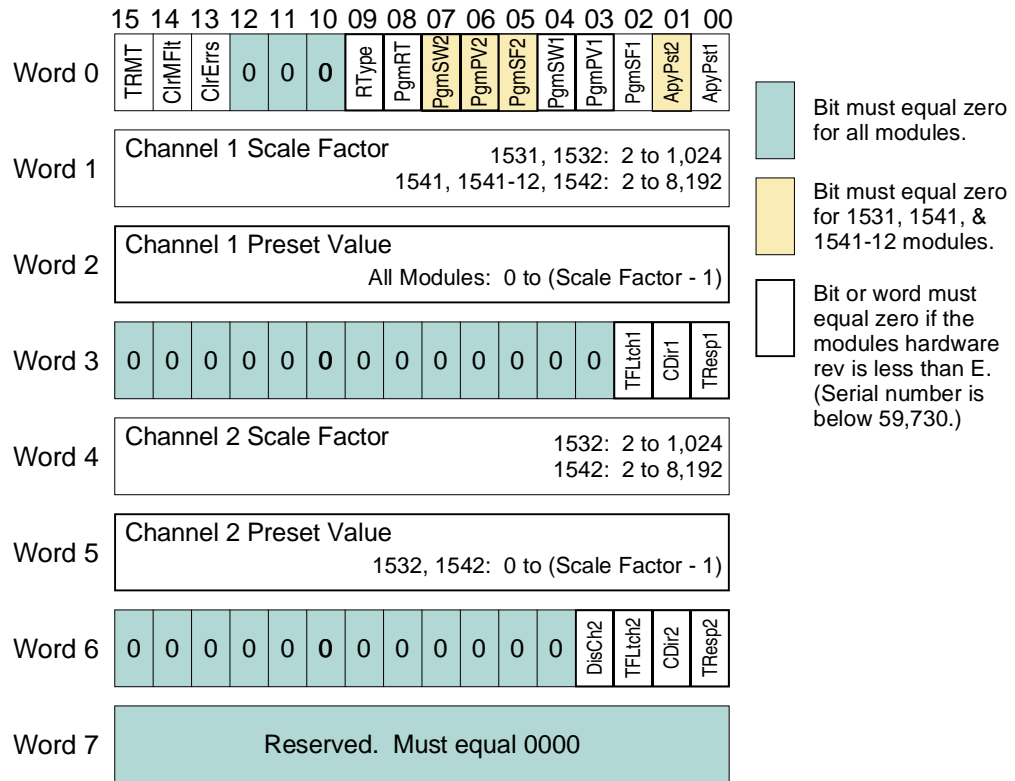 15 14 13 12 11 10 09 08 07 06 05 04 03 02 01 00
Word 0
TRMT
ClrMFlt
ClrErrs
0 0 0
RType
PgmRT
PgmSW2
PgmPV2
PgmSF2
PgmSW1
PgmPV1
PgmSF1
ApyPst2
ApyPst1
Word 1
Channel 1 Scale Factor
1531, 1532: 2 to 1,024
1541, 1541-12, 1542: 2 to 8,192
Word 2
Channel 1 Preset Value
All Modules: 0 to (Scale Factor - 1)
Word 3
0 0 0 0 0 0 0 0 0 0 0 0 0
TFLtch1
CDir1
TResp1
Word 4
Channel 2 Scale Factor
1532: 2 to 1,024
1542: 2 to 8,192
Word 5
Channel 2 Preset Value
1532, 1542: 0 to (Scale Factor - 1)
Word 6
0 0 0 0 0 0 0 0 0 0 0 0
DisCh2
TFLtch2
CDir2
TResp2
Word 7
Reserved. Must equal 0000
Bit must equal zero
for all modules.
Bit must equal zero
for 1531, 1541, &
1541-12 modules.
Bit or word must
equal zero if the
modules hardware
rev is less than E.
(Serial number is
below 59,730.)